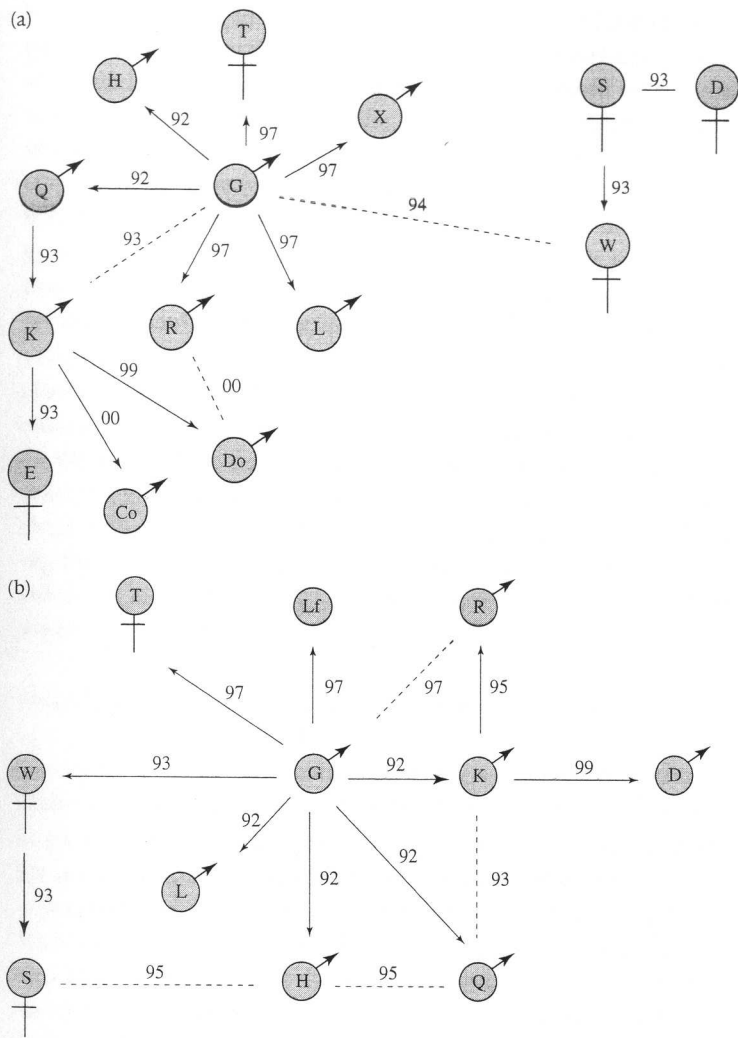 (a)
T
H
S 93 D
X
92 97
97
Q 92 G
94 93
W
93 93 97 97
K R L
99
93 00 00
Do
E
Co
(b)
T Lf R
97 97 97 95
W 93 G 92 K 99 D
92
92
L
93 92 93
S 95 H 95 Q